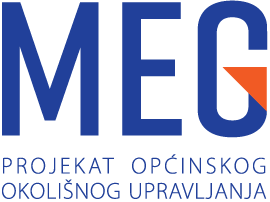 MEG
PROJEKAT OPĆINSKOG
OKOLIŠNOG UPRAVLJANJA